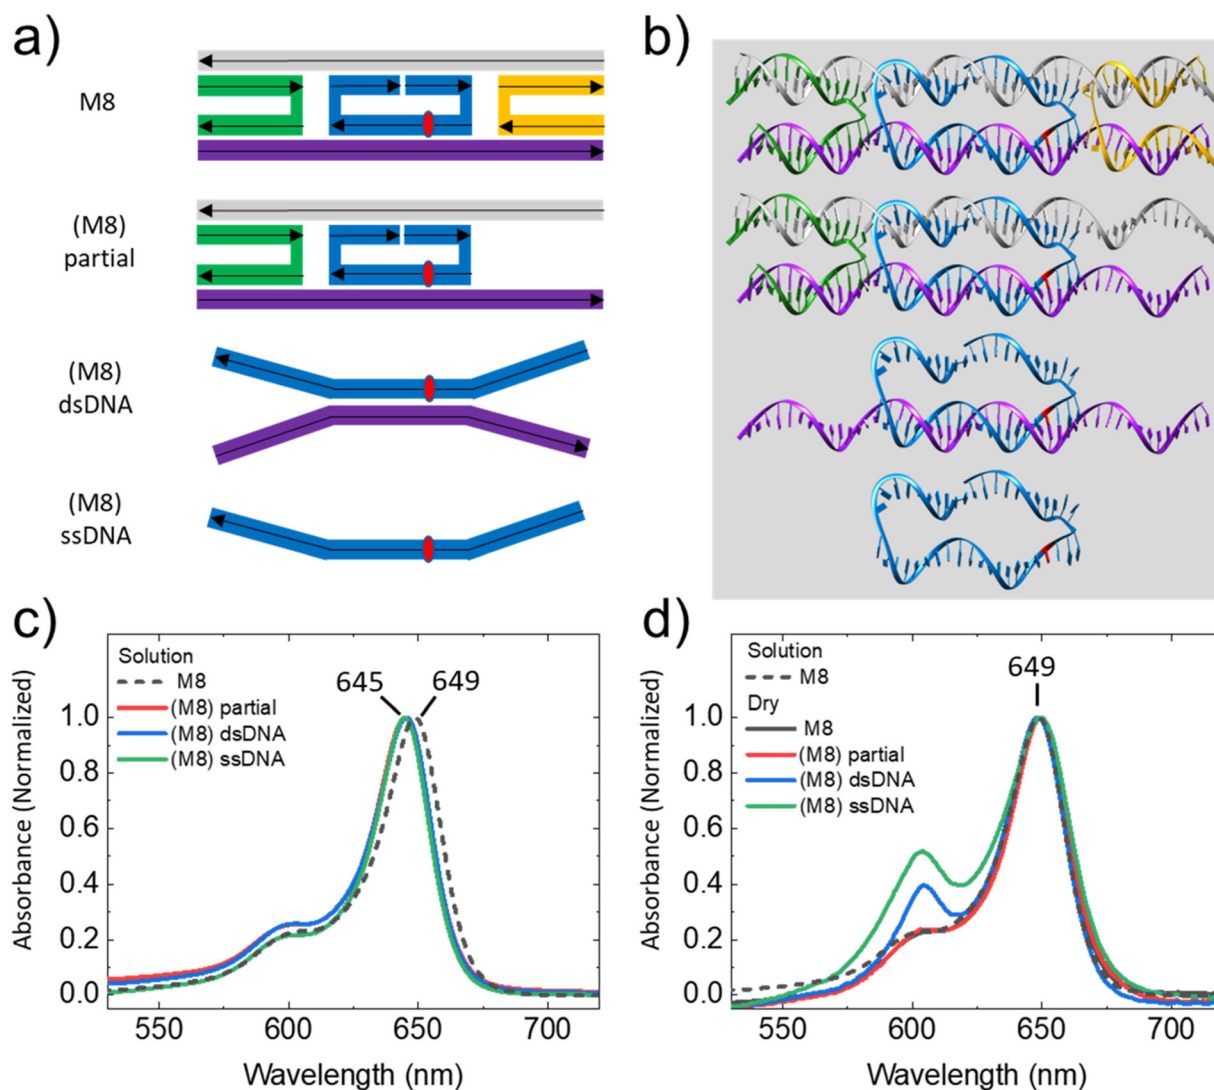 a)
M8
(M8)
partial
(M8)
dsDNA
(M8)
ssDNA
b)
c)
Solution
M8
(M8) partial
(M8) dsDNA
(M8) ssDNA
645
649
1.0
0.8
0.6
0.4
0.2
0.0
Absorbance (Normalized)
550
600
650
700
Wavelength (nm)
d)
Solution
M8
Dry
M8
(M8) partial
(M8) dsDNA
(M8) ssDNA
649
1.0
0.8
0.6
0.4
0.2
0.0
Absorbance (Normalized)
550
600
650
700
Wavelength (nm)